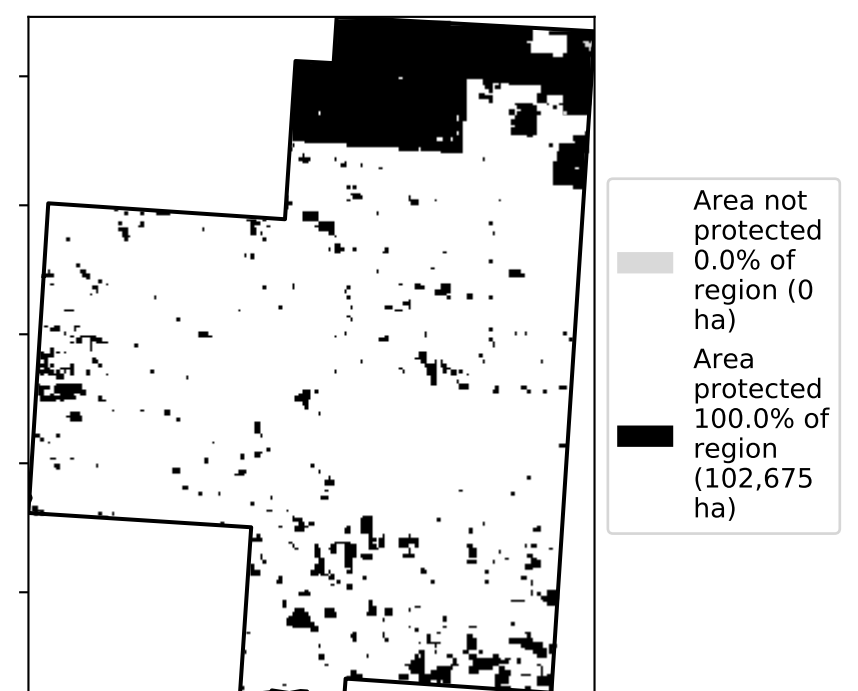 Area not
protected
0.0% of
region (0
ha)
Area
protected
100.0% of
region
(102,675
ha)